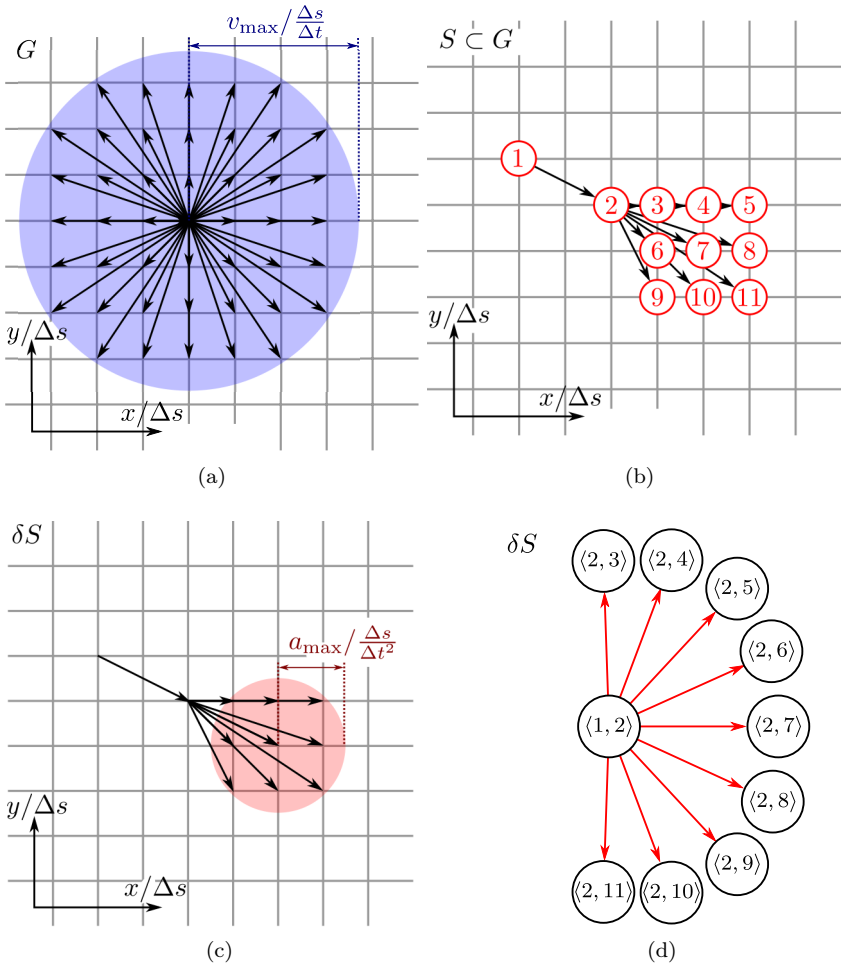 G
v_max/Δs/Δt
y/Δs
x/Δs
(a)
S ⊂ G
1
2 3 4 5
6 7 8
9 10 11
y/Δs
x/Δs
(b)
δS
a_max/Δs/Δt²
y/Δs
x/Δs
(c)
δS
⟨2, 3⟩ ⟨2, 4⟩
⟨2, 5⟩
⟨2, 6⟩
⟨1, 2⟩ ⟨2, 7⟩
⟨2, 8⟩
⟨2, 9⟩
⟨2, 11⟩ ⟨2, 10⟩
(d)